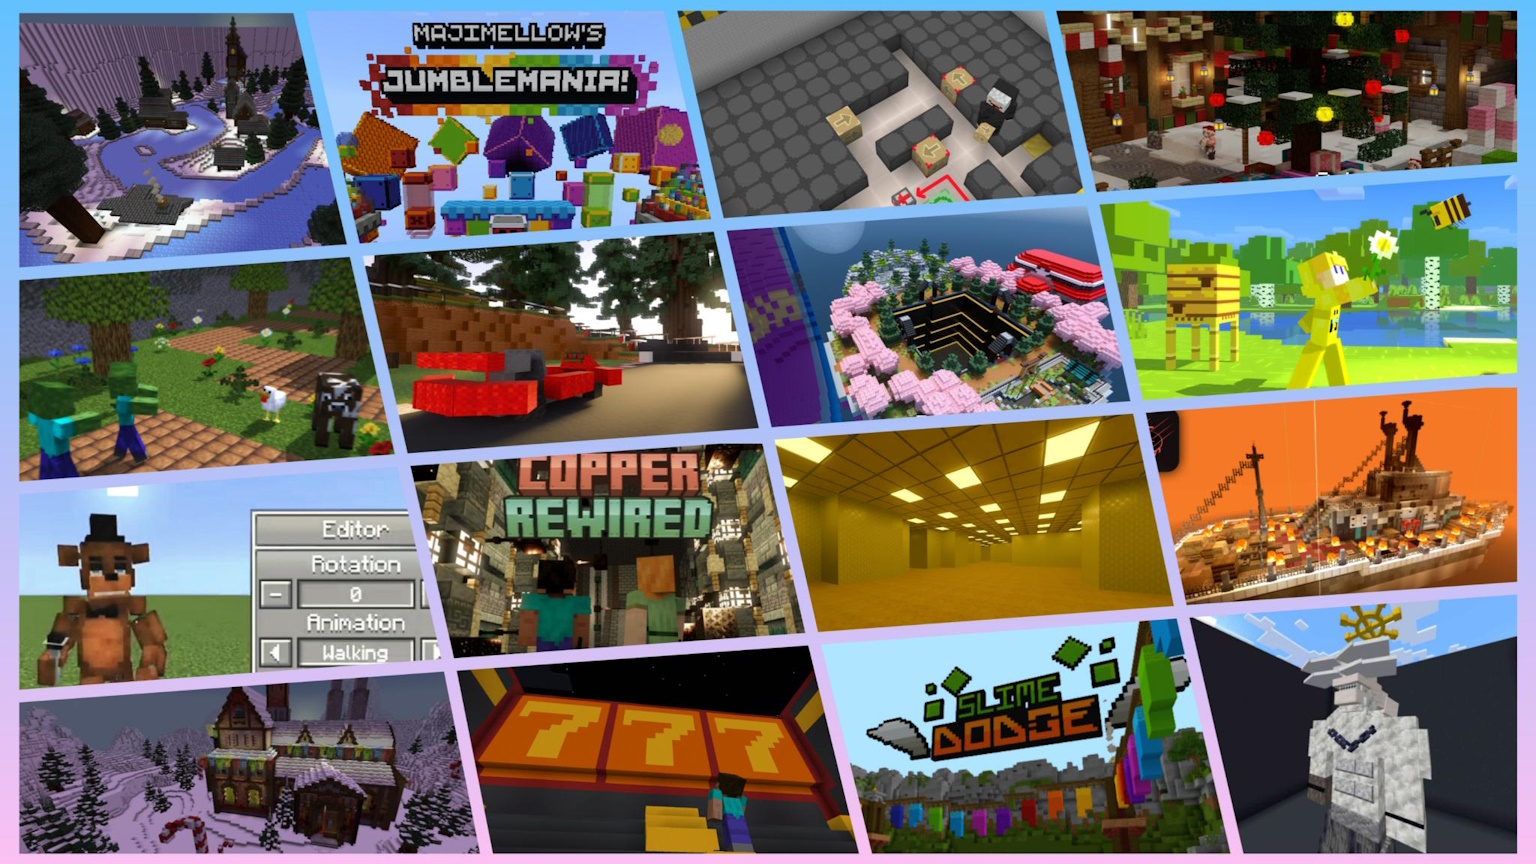 MAJIMELLOW'S
JUMBLEMANIA!
Editor
Rotation
0
Animation
Walking
COPPER
REWIRED
777
SLIME
DODGE